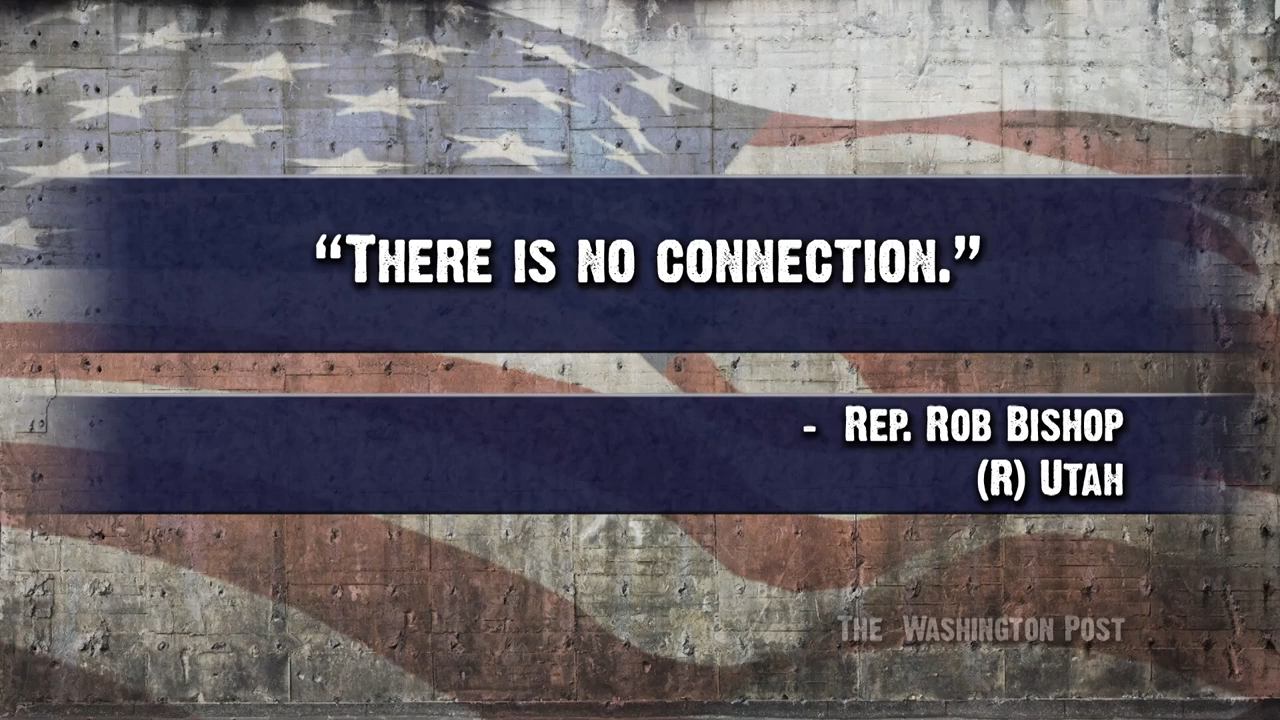 “There is no connection.”
- Rep. Rob Bishop
(R) Utah
The Washington Post